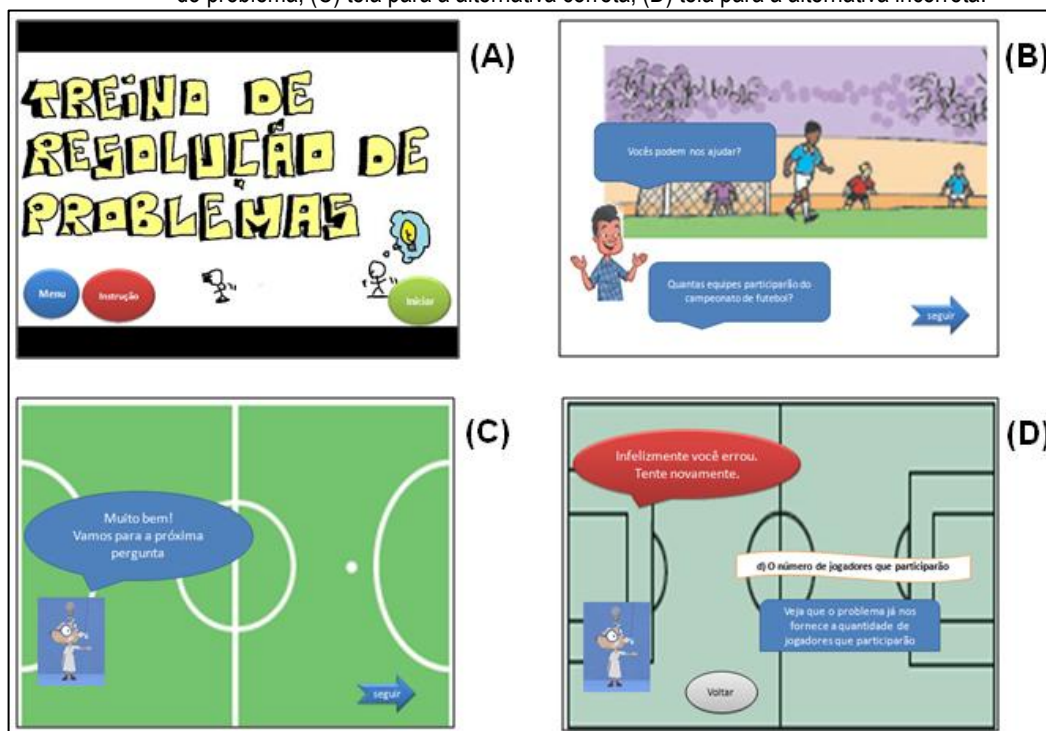 de problema; (C) tela para a alternativa correta; (D) tela para a alternativa incorreta.
TREINO DE
RESOLUÇÃO DE
PROBLEMAS
Menu
Instrução
Iniciar
(A)
Vocês podem nos ajudar?
Quantas equipes participarão do
campeonato de futebol?
seguir
(B)
Muito bem!
Vamos para a próxima
pergunta
seguir
(C)
Infelizmente você errou.
Tente novamente.
d) O número de jogadores que participarão
Veja que o problema já nos
fornece a quantidade de
jogadores que participarão
Voltar
(D)